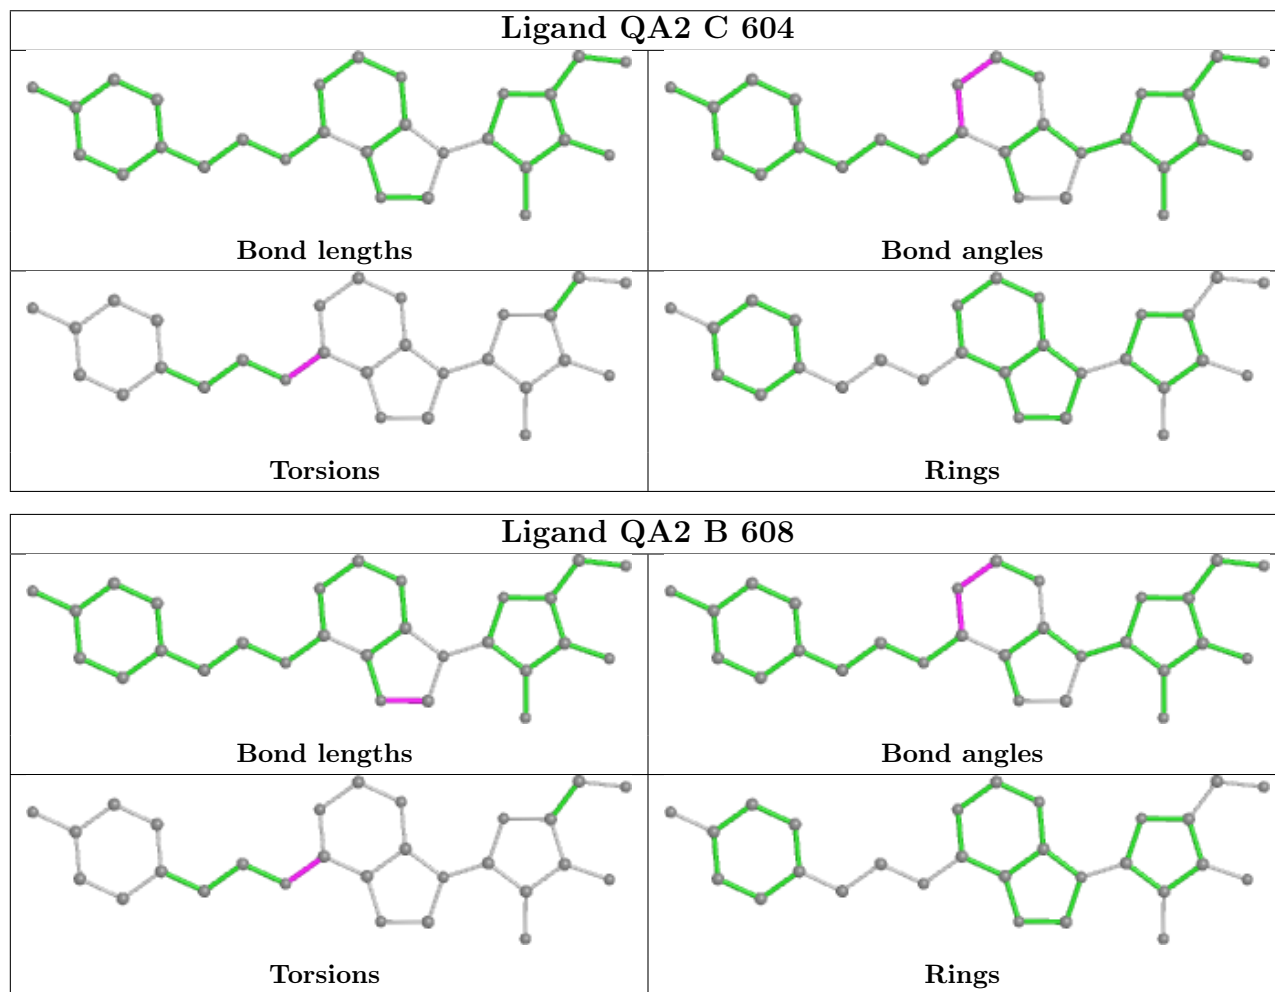 Ligand QA2 C 604
Bond lengths
Bond angles
Torsions
Rings
Ligand QA2 B 608
Bond lengths
Bond angles
Torsions
Rings